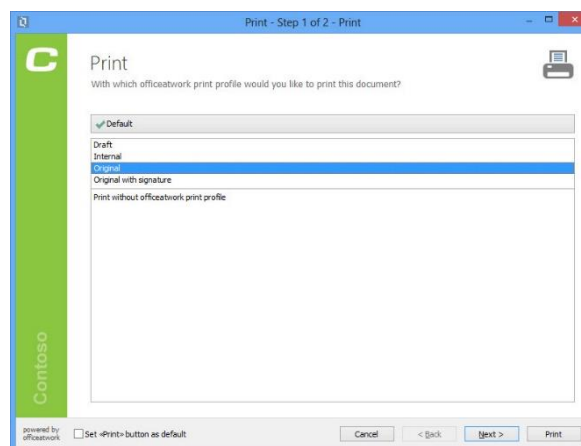 Print - Step 1 of 2 - Print
C
Print
With which officeatwork print profile would you like to print this document?
Default
Draft
Internal
Original
Original with signature
Print without officeatwork print profile
Contoso
powered by
officeatwork
Set «Print» button as default
Cancel
< Back
Next >
Print